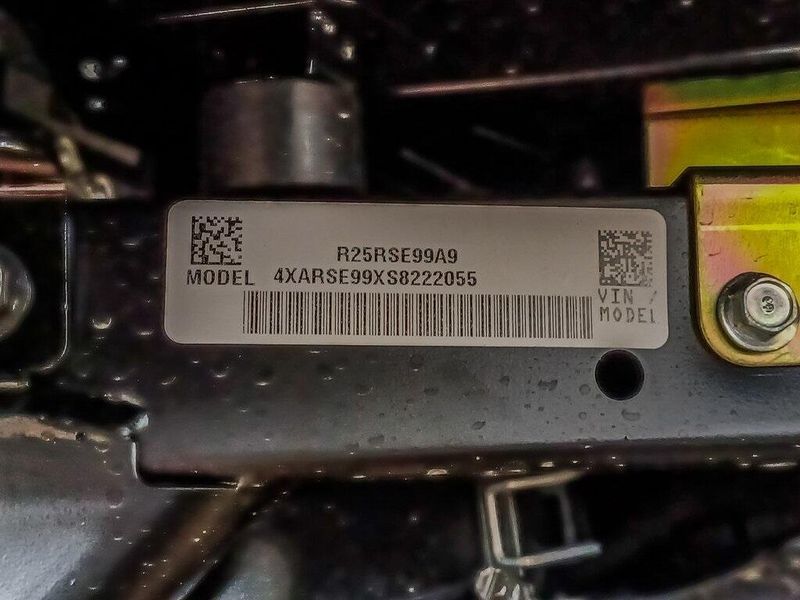 R25RSE99A9
MODEL 4XARSE99XS8222055
VIN /
MODEL